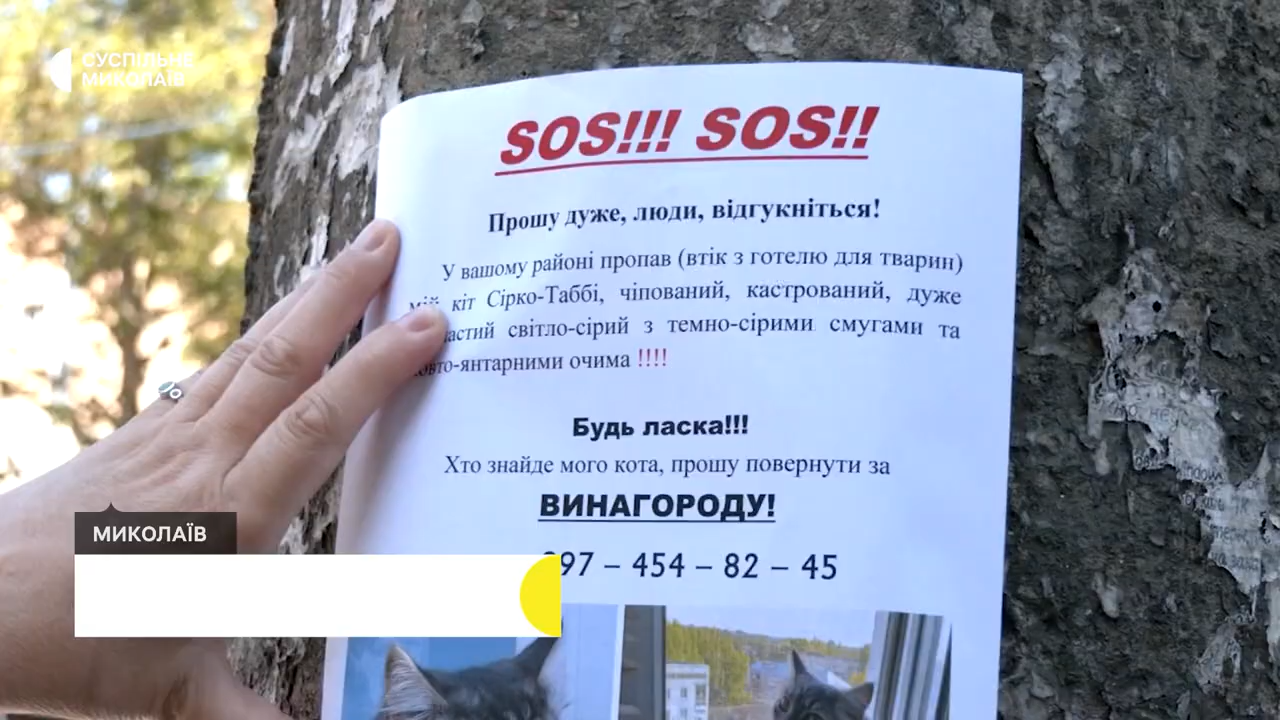 СУСПІЛЬНЕ
МИКОЛАЇВ
SOS!!! SOS!!
Прошу дуже, люди, відгукніться!
У вашому районі пропав (втік з готелю для тварин)
мій кіт Сірко-Таббі, чіпований, кастрований, дуже
світло-сірий з темно-сірими смугами та
очима !!!!
Будь ласка!!!
Хто знайде мого кота, прошу повернути за
ВИНАГОРОДУ!
97 – 454 – 82 – 45
МИКОЛАЇВ